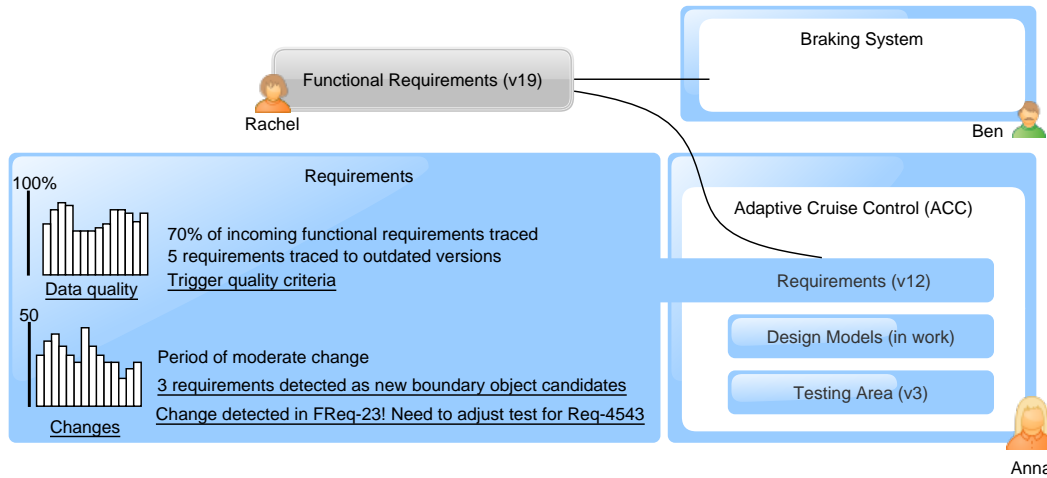 Braking System
Functional Requirements (v19)
Rachel
Ben
Requirements
100%
70% of incoming functional requirements traced
5 requirements traced to outdated versions
Trigger quality criteria
Data quality
50
Period of moderate change
3 requirements detected as new boundary object candidates
Change detected in FReq-23! Need to adjust test for Req-4543
Changes
Adaptive Cruise Control (ACC)
Requirements (v12)
Design Models (in work)
Testing Area (v3)
Anna